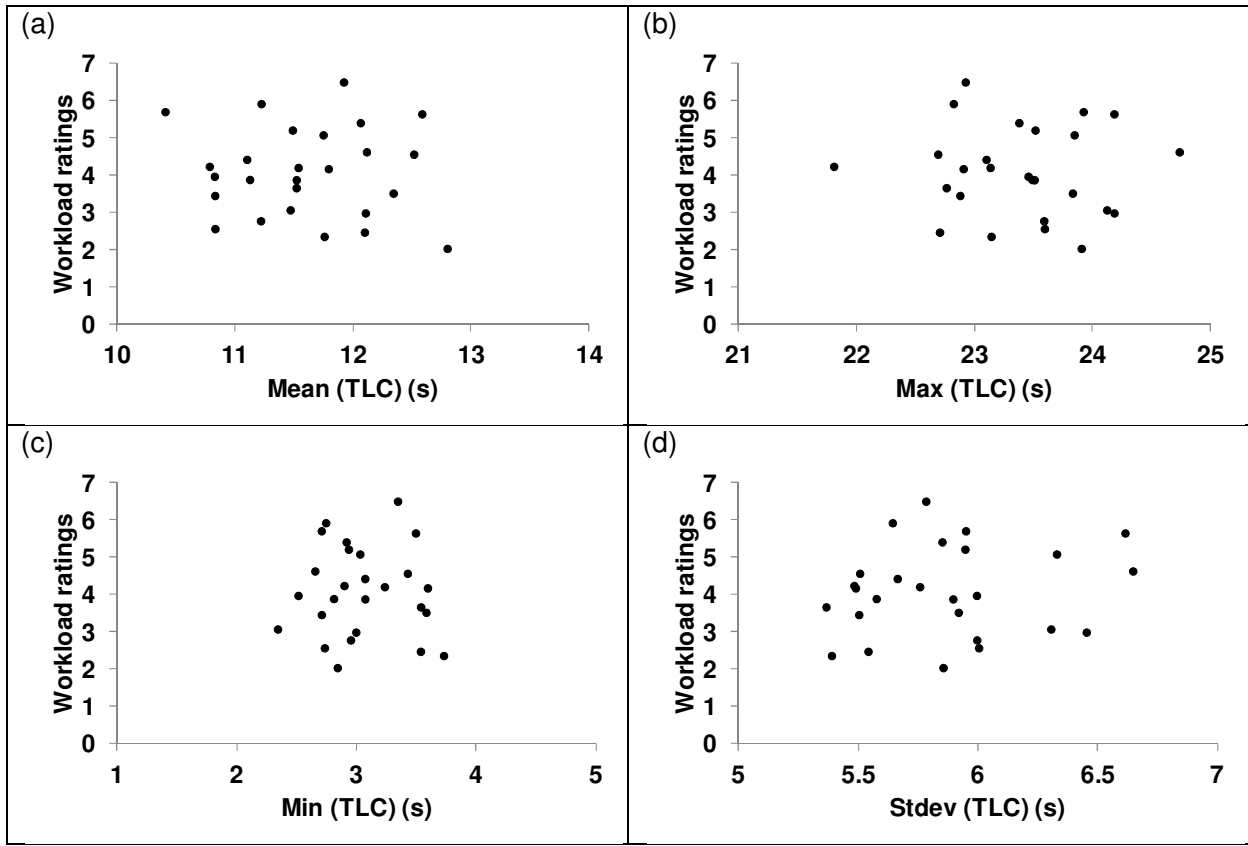 (a)
7
6
5
4
3
2
1
0
Workload ratings
10 11 12 13 14
Mean (TLC) (s)
(b)
7
6
5
4
3
2
1
0
Workload ratings
21 22 23 24 25
Max (TLC) (s)
(c)
7
6
5
4
3
2
1
0
Workload ratings
1 2 3 4 5
Min (TLC) (s)
(d)
7
6
5
4
3
2
1
0
Workload ratings
5 5.5 6 6.5 7
Stdev (TLC) (s)